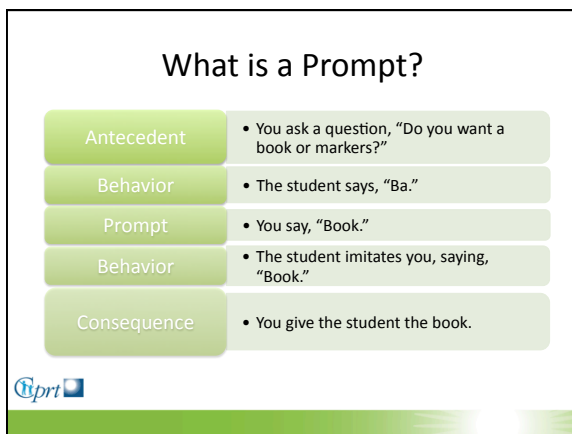 What is a Prompt?
Antecedent
• You ask a question, “Do you want a
book or markers?”
Behavior
• The student says, “Ba.”
Prompt
• You say, “Book.”
Behavior
• The student imitates you, saying,
“Book.”
Consequence
• You give the student the book.
prt